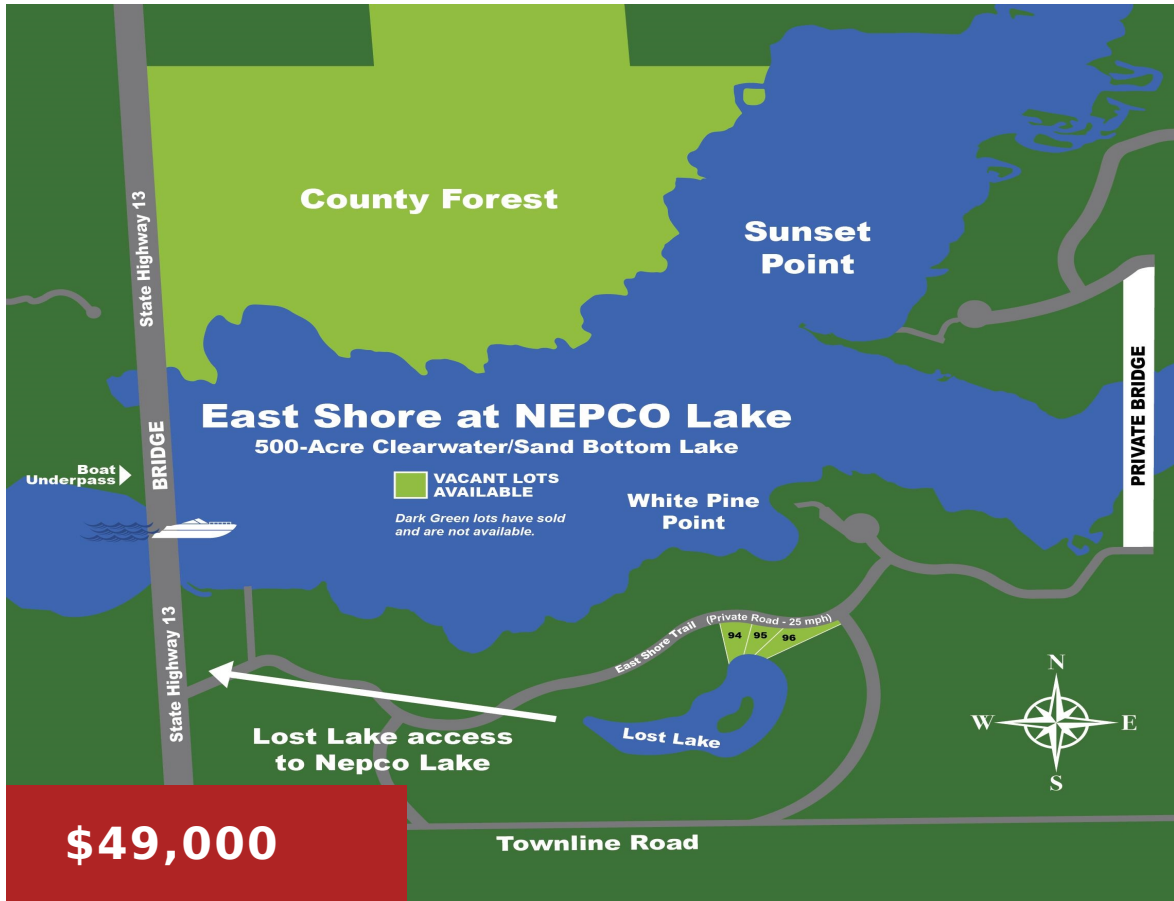 County Forest
Sunset
Point
State Highway 13
BRIDGE
PRIVATE BRIDGE
East Shore at NEPCO Lake
500-Acre Clearwater/Sand Bottom Lake
Boat
Underpass
VACANT LOTS
AVAILABLE
Dark Green lots have sold
and are not available.
White Pine
Point
State Highway 13
East Shore Trail
(Private Road - 25 mph)
94
95
96
Lost Lake
Lost Lake access
to Nepco Lake
N
W
E
S
$49,000
Townline Road